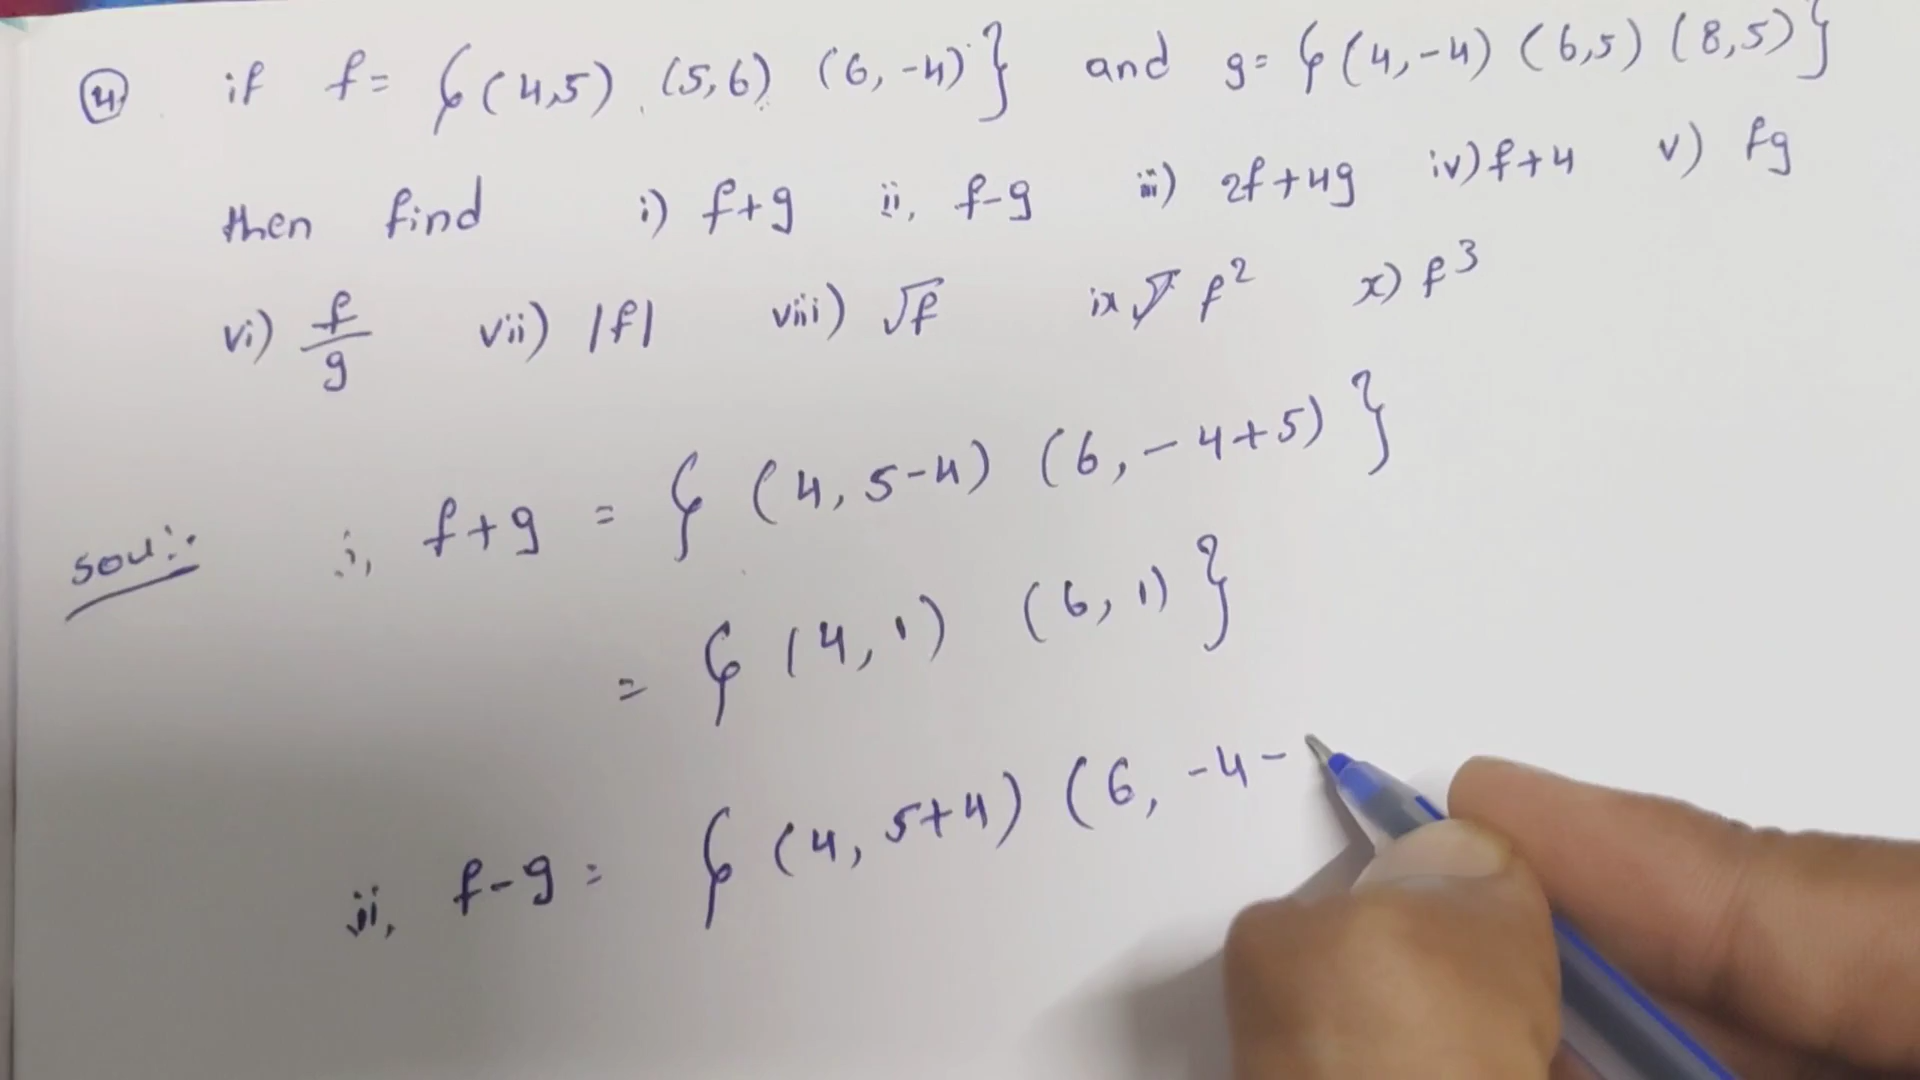 4 if f= {(4,5) (5,6) (6,-4)} and g= {(4,-4) (6,5) (8,5)}
then find i) f+g ii, f-g iii) 2f+4g iv) f+4 v) fg
vi) f/g vii) |f| viii) √f ix) f² x) f³
Sol:- i, f+g = { (4, 5-4) (6, -4+5) }
= { (4, 1) (6, 1) }
ii, f-g = { (4, 5+4) (6, -4-